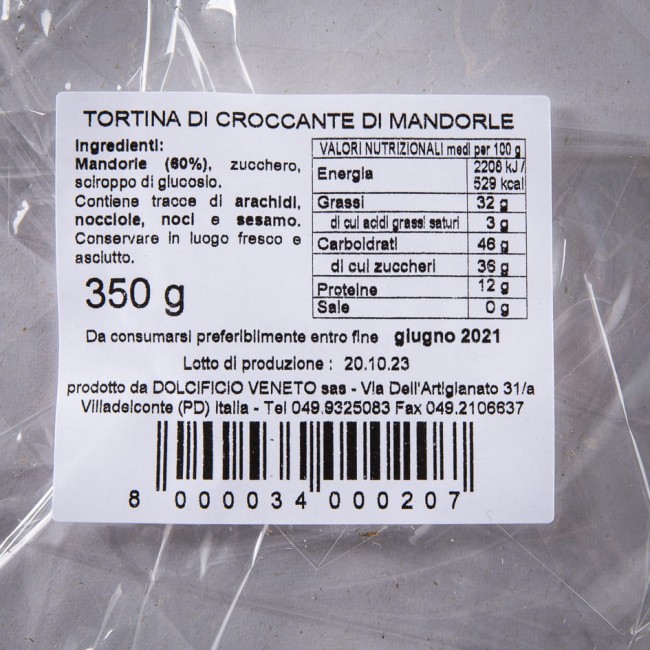 TORTINA DI CROCCANTE DI MANDORLE
Ingredienti:
Mandorle (60%), zucchero,
sciroppo di glucosio.
Contiene tracce di arachidi,
nocciole, noci e sesamo.
Conservare in luogo fresco e
asciutto.
350 g
VALORI NUTRIZIONALI medi per 100 g
Energia 2208 kJ/
529 kcal
Grassi 32 g
di cui acidi grassi saturi 3 g
Carboidrati 46 g
di cui zuccheri 36 g
Proteine 12 g
Sale 0 g
Da consumarsi preferibilmente entro fine giugno 2021
Lotto di produzione : 20.10.23
prodotto da DOLCIFICIO VENETO sas - Via Dell'Artigianato 31/a
Villadelconte (PD) Italia - Tel 049.9325083 Fax 049.2106637
8 000034 000207